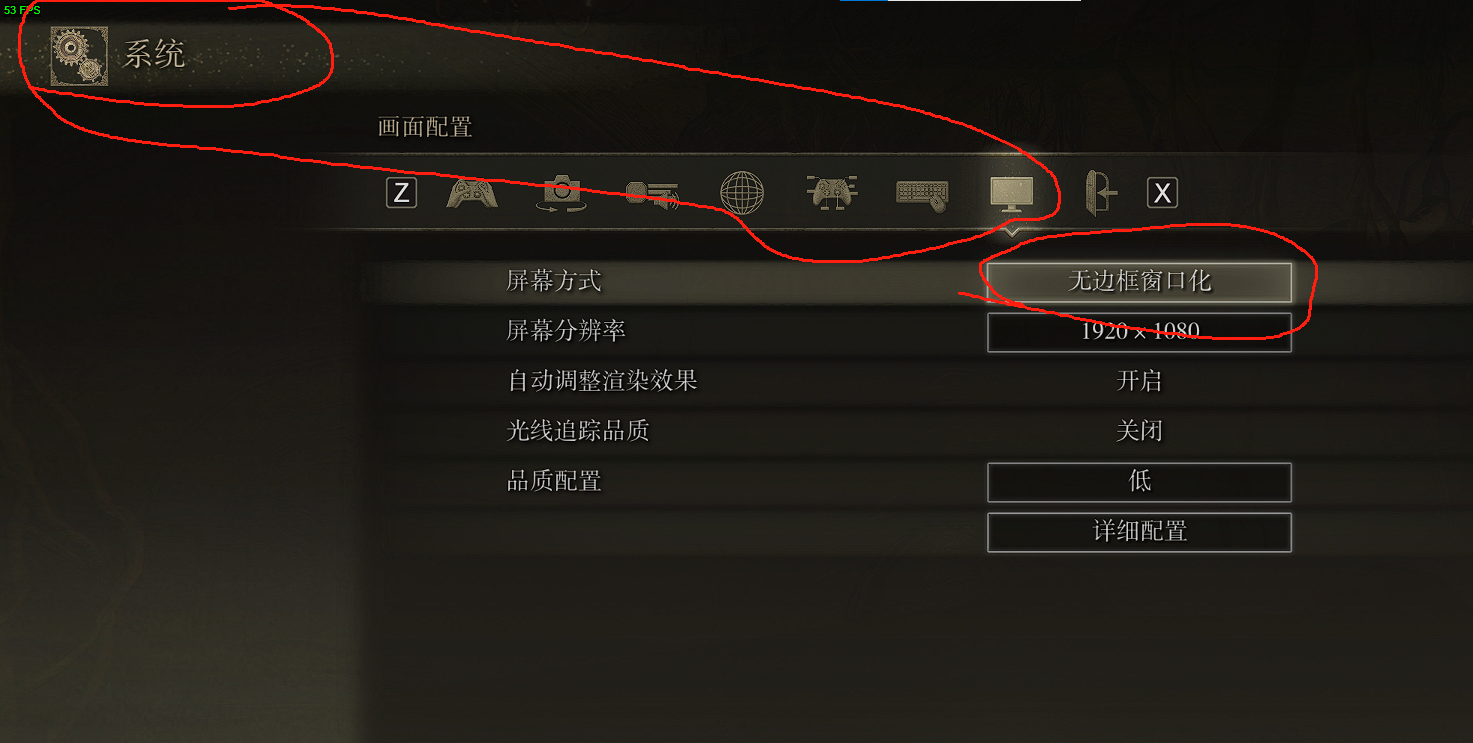 53 FPS
系统
画面配置
Z X
屏幕方式 无边框窗口化
屏幕分辨率 1920 × 1080
自动调整渲染效果 开启
光线追踪品质 关闭
品质配置 低
详细配置